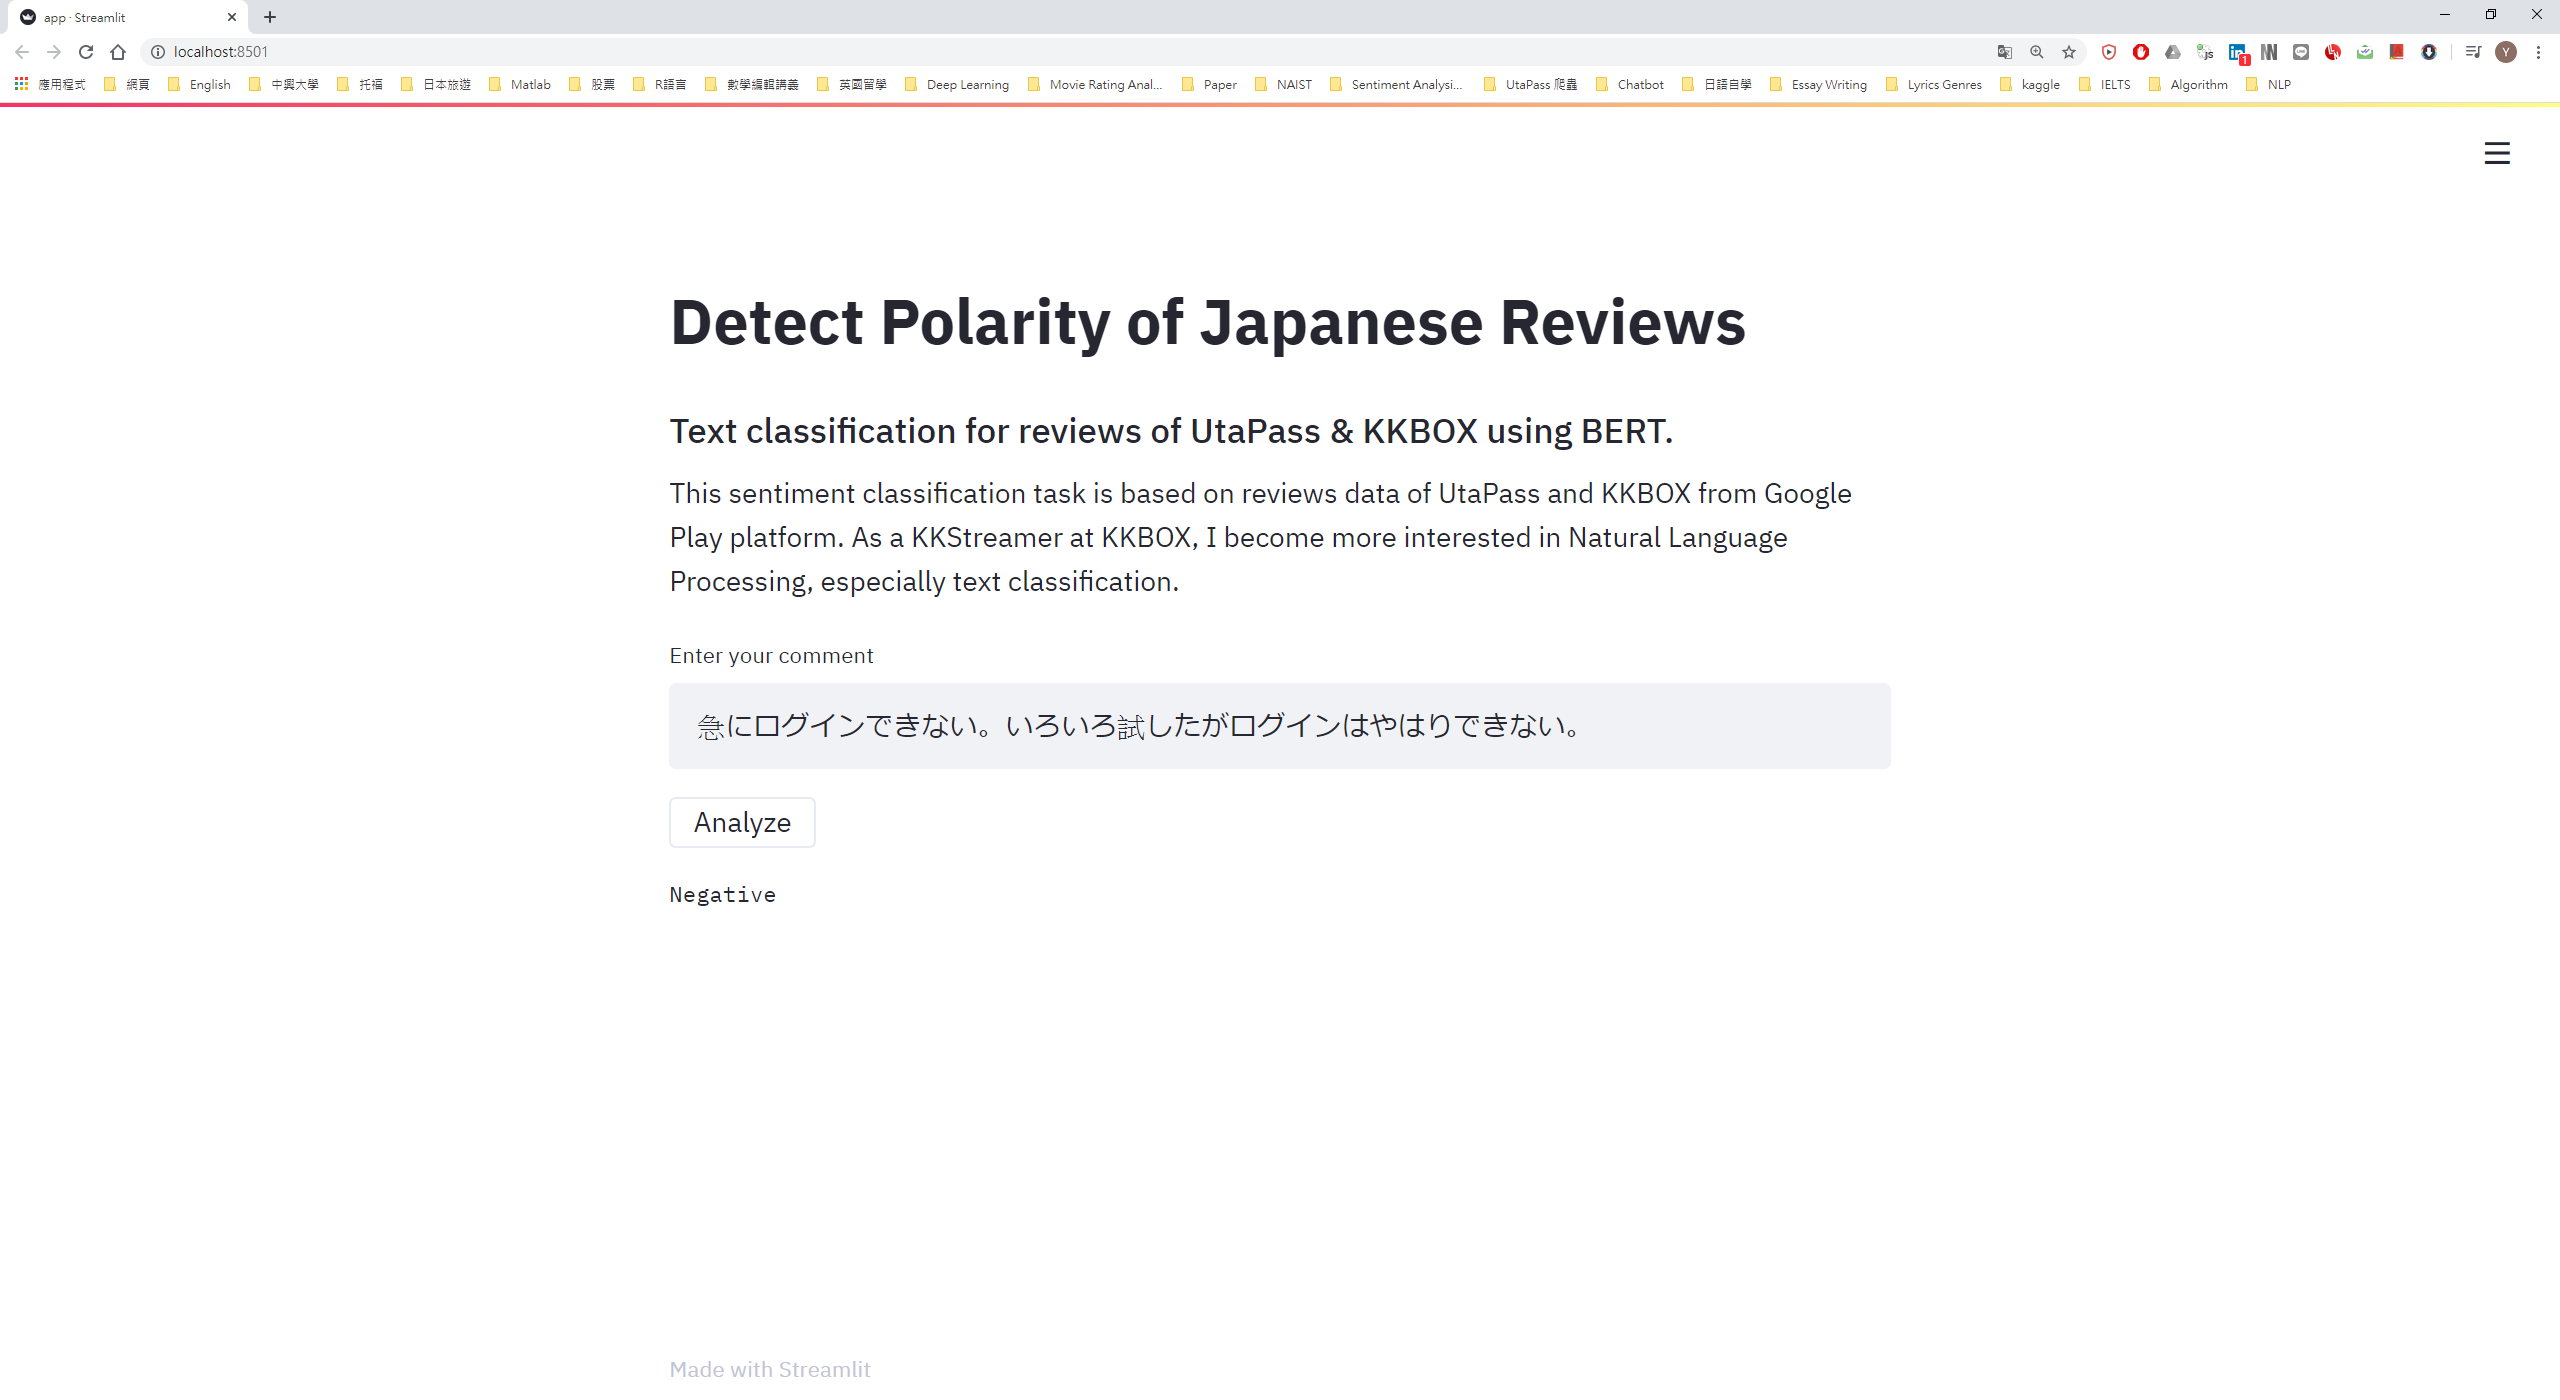 app · Streamlit
localhost:8501
應用程式 網頁 English 中興大學 托福 日本旅遊 Matlab 股票 R語言 數學編輯講義 英國留學 Deep Learning Movie Rating Anal... Paper NAIST Sentiment Analysi... UtaPass 爬蟲 Chatbot 日語自學 Essay Writing Lyrics Genres kaggle IELTS Algorithm NLP
Detect Polarity of Japanese Reviews
Text classification for reviews of UtaPass & KKBOX using BERT.
This sentiment classification task is based on reviews data of UtaPass and KKBOX from Google
Play platform. As a KKStreamer at KKBOX, I become more interested in Natural Language
Processing, especially text classification.
Enter your comment
急にログインできない。いろいろ試したがログインはやはりできない。
Analyze
Negative
Made with Streamlit